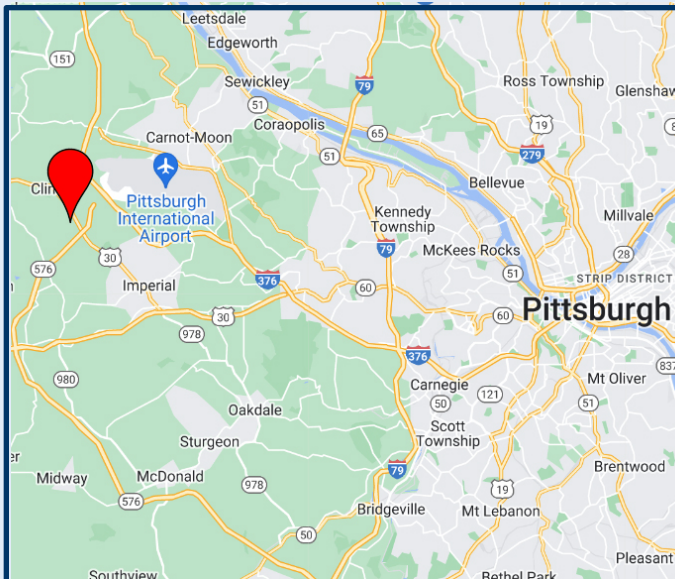 Leetsdale
Edgeworth
151
79
Ross Township
Sewickley
51
Glenshaw
19
Carnot-Moon
Coraopolis
65
51
279
Clin
Pittsburgh
International
Airport
Bellevue
Kennedy
Township
Millvale
79
McKees Rocks
28
30
576
51
STRIP DISTRICT
376
Imperial
60
Pittsburgh
60
30
978
376
837
Mt Oliver
980
Carnegie
121
50
51
Oakdale
Scott
Township
Sturgeon
Brentwood
Midway
McDonald
79
978
19
576
Bridgeville
Mt Lebanon
50
Pleasant
Southview
Bethel Park